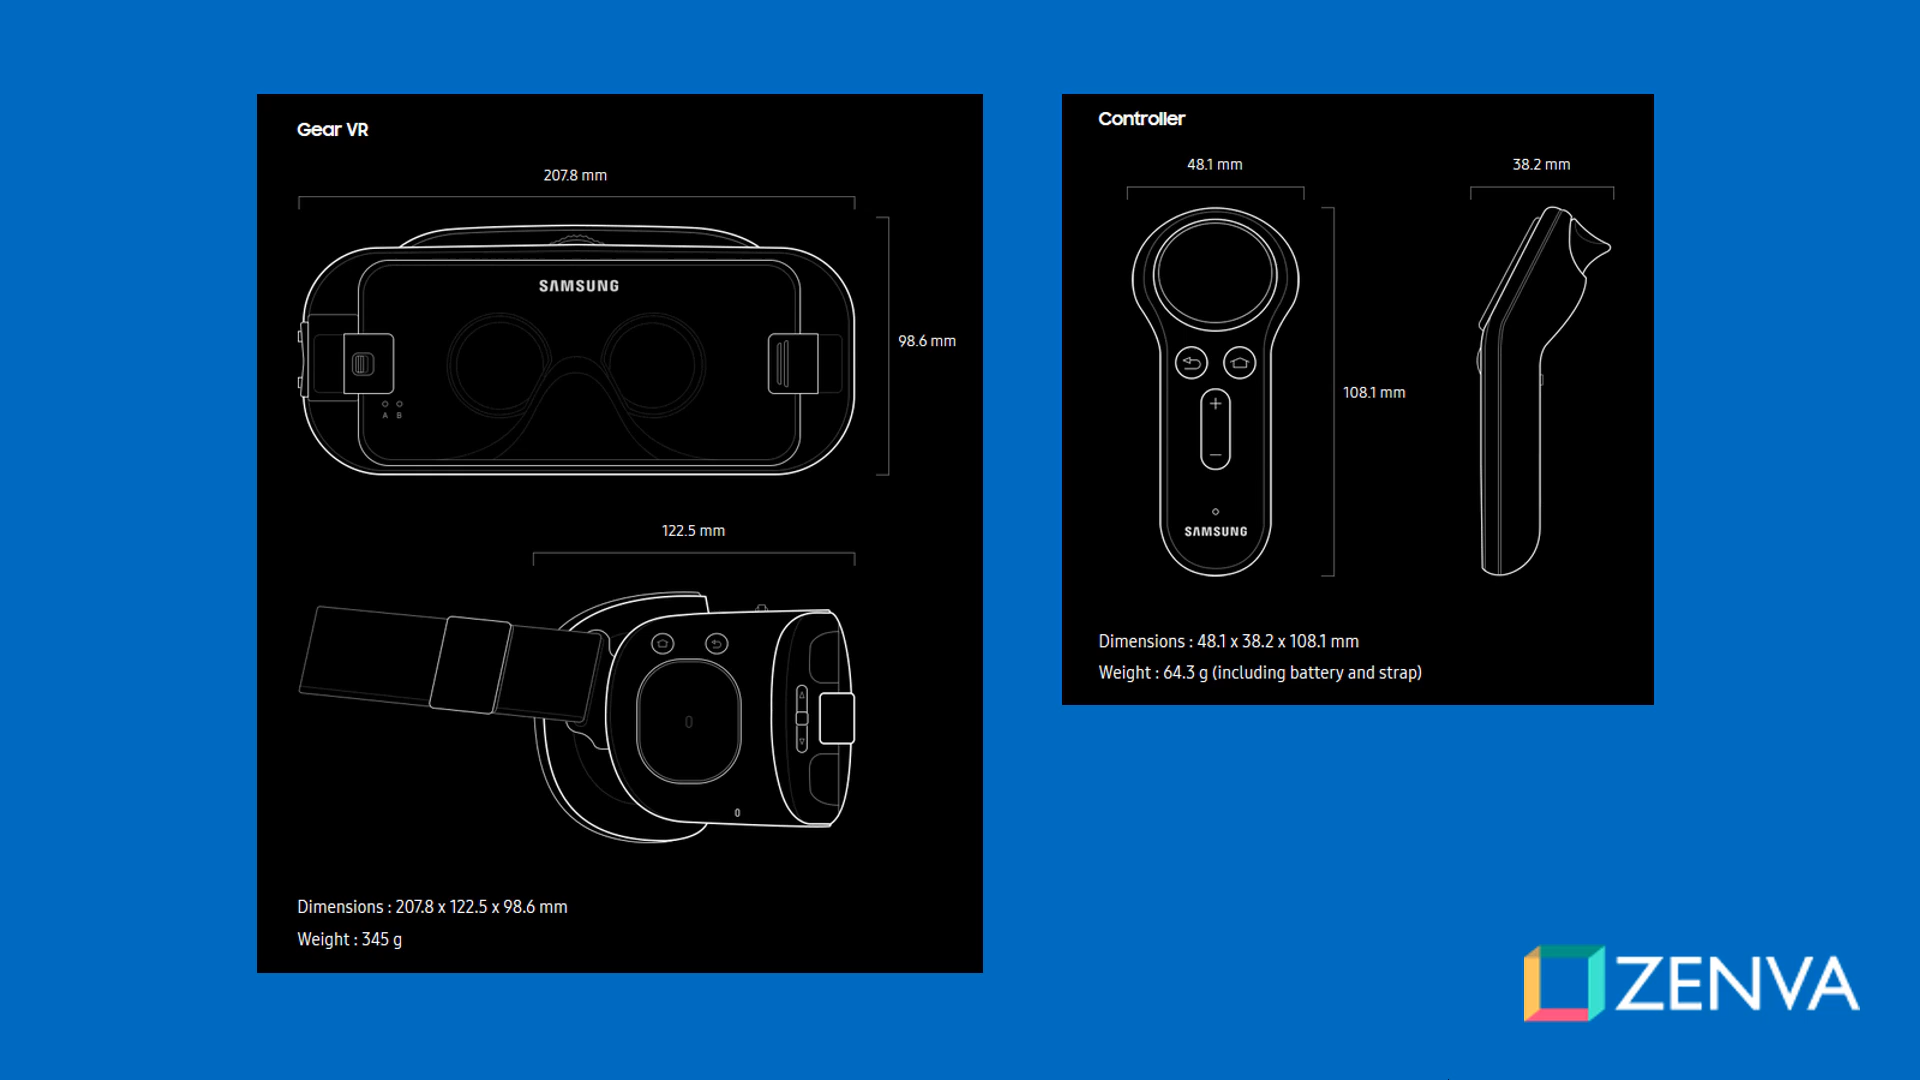 Gear VR
207.8 mm
SAMSUNG
98.6 mm
A B
122.5 mm
Dimensions : 207.8 x 122.5 x 98.6 mm
Weight : 345 g
Controller
48.1 mm
38.2 mm
108.1 mm
SAMSUNG
Dimensions : 48.1 x 38.2 x 108.1 mm
Weight : 64.3 g (including battery and strap)
ZENVA